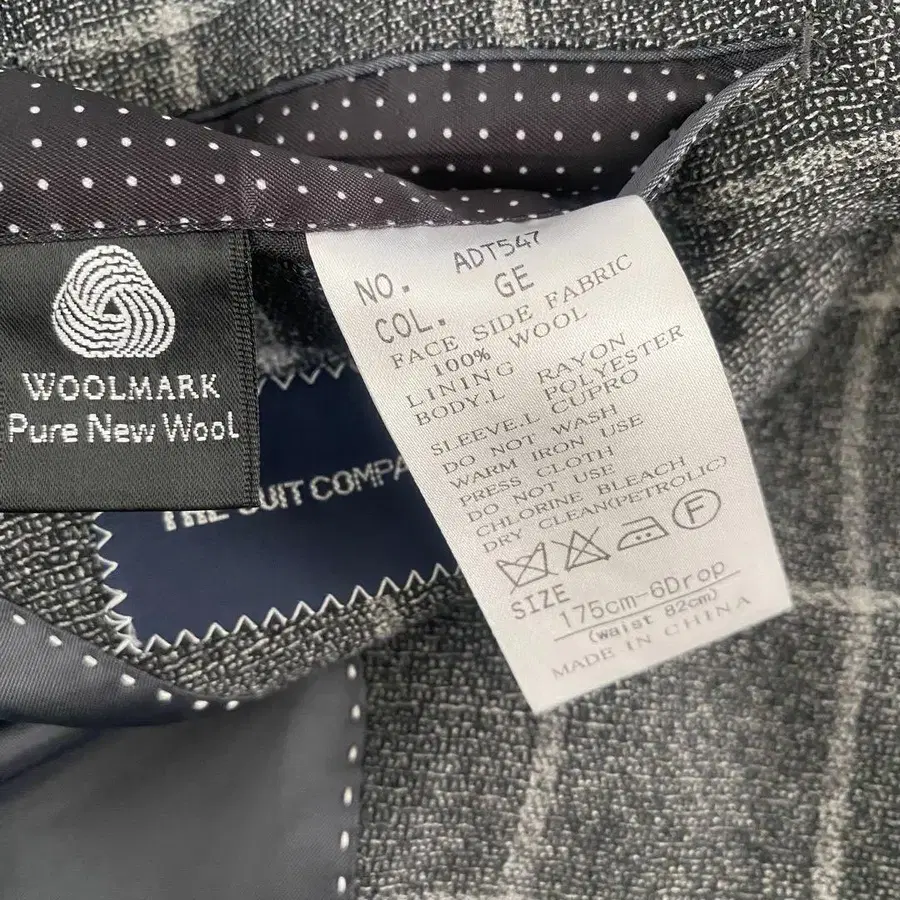 WOOLMARK
Pure New Wool
THE SUIT COMPA
NO. ADT547
COL. GE
FACE SIDE FABRIC
100% WOOL
LINING
BODY.L RAYON
POLYESTER
SLEEVE.L CUPRO
DO NOT WASH
WARM IRON USE
PRESS CLOTH
DO NOT USE
CHLORINE BLEACH
DRY CLEAN(PETROLIC)
F
SIZE
175cm-6Drop
(waist 82cm)
MADE IN CHINA